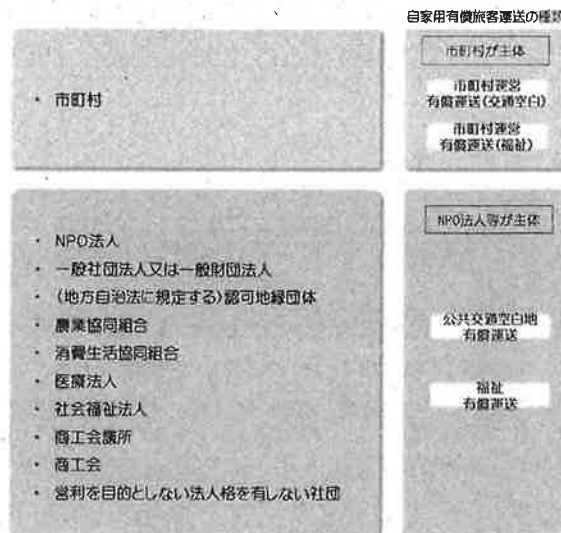 自家用有償旅客運送の種類
・ 市町村
市町村が主体
市町村運営
有償運送(交通空白)
市町村運営
有償運送(福祉)
・ NPO法人
・ 一般社団法人又は一般財団法人
・ (地方自治法に規定する)認可地縁団体
・ 農業協同組合
・ 消費生活協同組合
・ 医療法人
・ 社会福祉法人
・ 商工会議所
・ 商工会
・ 営利を目的としない法人格を有しない社団
NPO法人等が主体
公共交通空白地
有償運送
福祉
有償運送